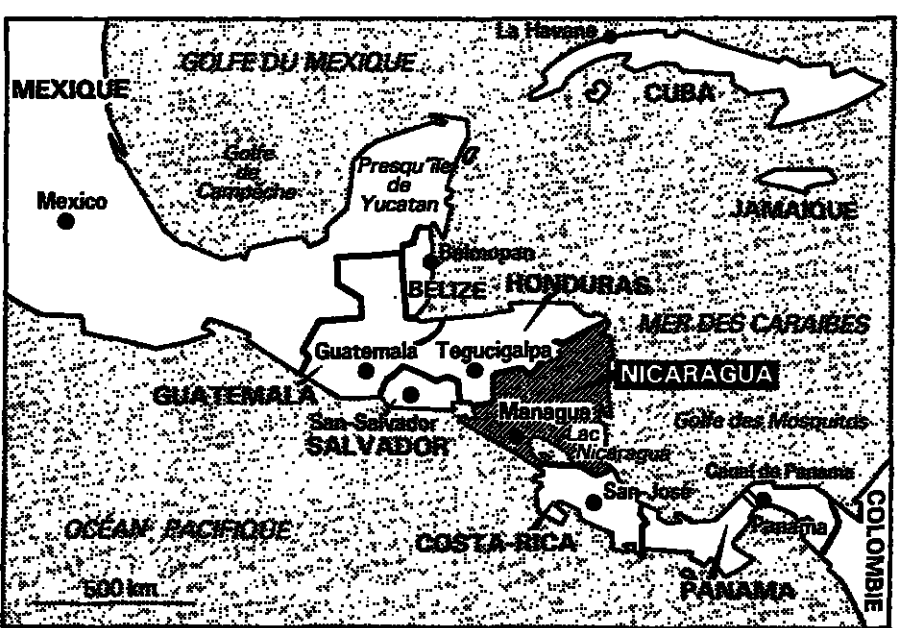 La Havane
GOLFE DU MEXIQUE
MEXIQUE
CUBA
Golfe
de
Campêche
Presqu'île
de
Yucatan
Mexico
JAMAIQUE
Belmopan
BELIZE
HONDURAS
MER DES CARAIBES
Guatemala
Tegucigalpa
NICARAGUA
GUATEMALA
Managua
San-Salvador
SALVADOR
Lac
Nicaragua
Golfe des Mosquitos
Canal de Panama
San José
COLOMBIE
OCÉAN PACIFIQUE
COSTA-RICA
Panama
PANAMA
500 km